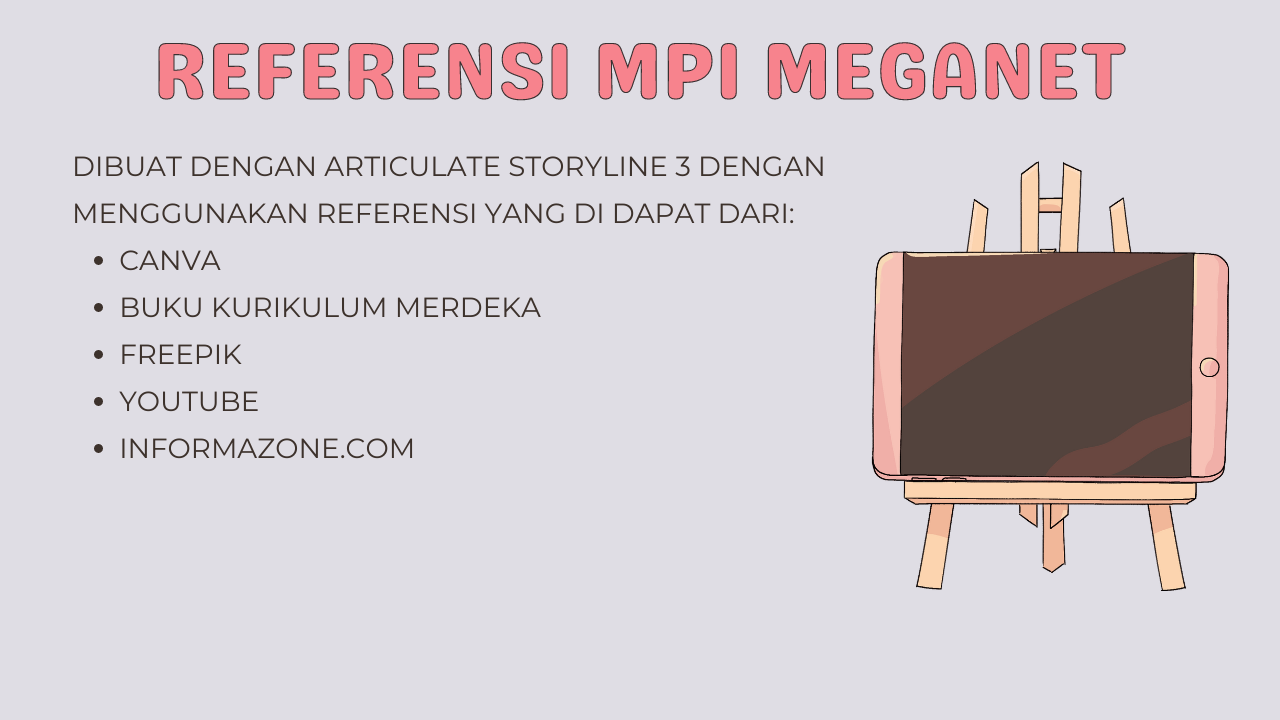 REFERENSI MPI MEGANET
DIBUAT DENGAN ARTICULATE STORYLINE 3 DENGAN
MENGGUNAKAN REFERENSI YANG DI DAPAT DARI:
• CANVA
• BUKU KURIKULUM MERDEKA
• FREEPIK
• YOUTUBE
• INFORMAZONE.COM